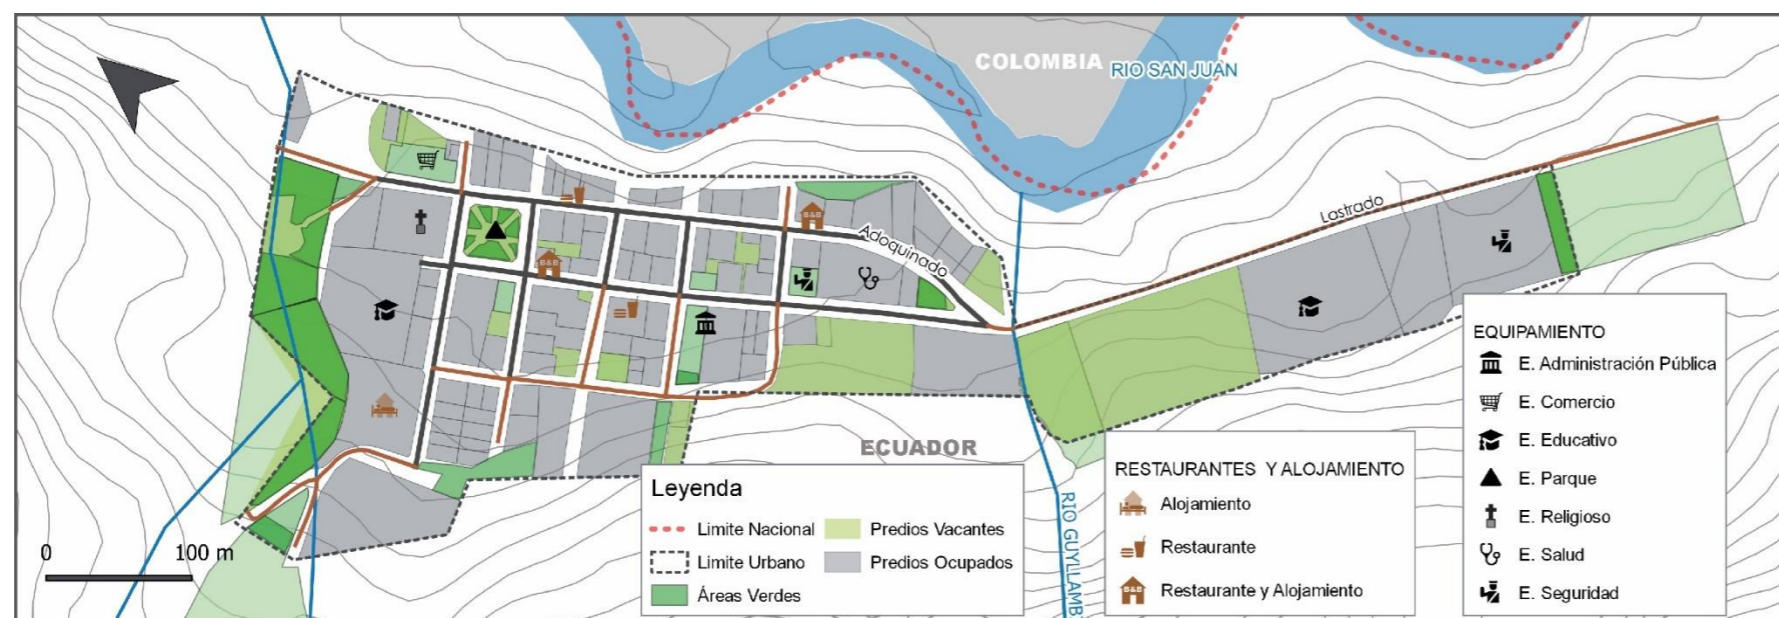 COLOMBIA
RIO SAN JUAN
Lastrado
Adoquinado
B&B
B&B
ECUADOR
RIO GUYLLAMB
0 100 m
Leyenda
Limite Nacional
Limite Urbano
Áreas Verdes
Predios Vacantes
Predios Ocupados
RESTAURANTES Y ALOJAMIENTO
Alojamiento
Restaurante
B&B
Restaurante y Alojamiento
EQUIPAMIENTO
E. Administración Pública
E. Comercio
E. Educativo
E. Parque
E. Religioso
E. Salud
E. Seguridad